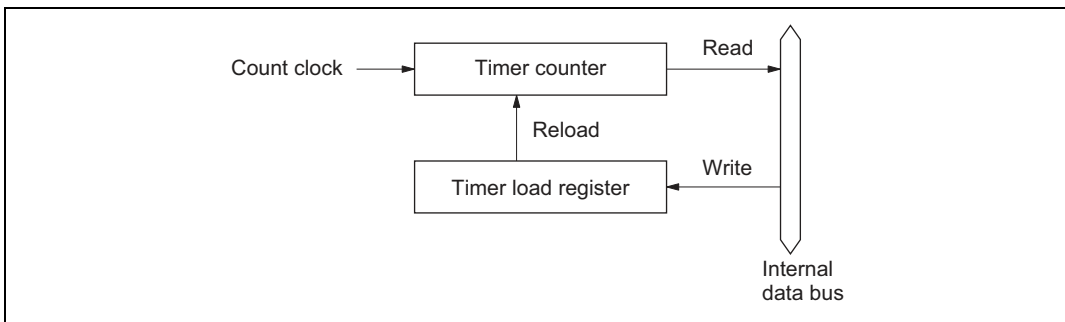 Read
Count clock
Timer counter
Reload
Write
Timer load register
Internal
data bus